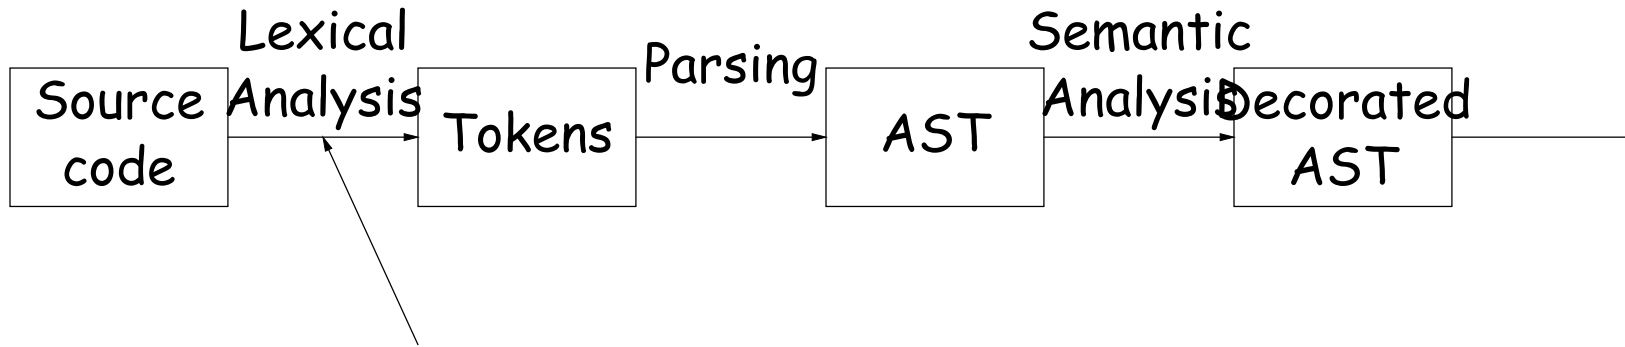 Lexical
Analysis
Source
code
Tokens
Parsing
AST
Semantic
Analysis
Decorated
AST